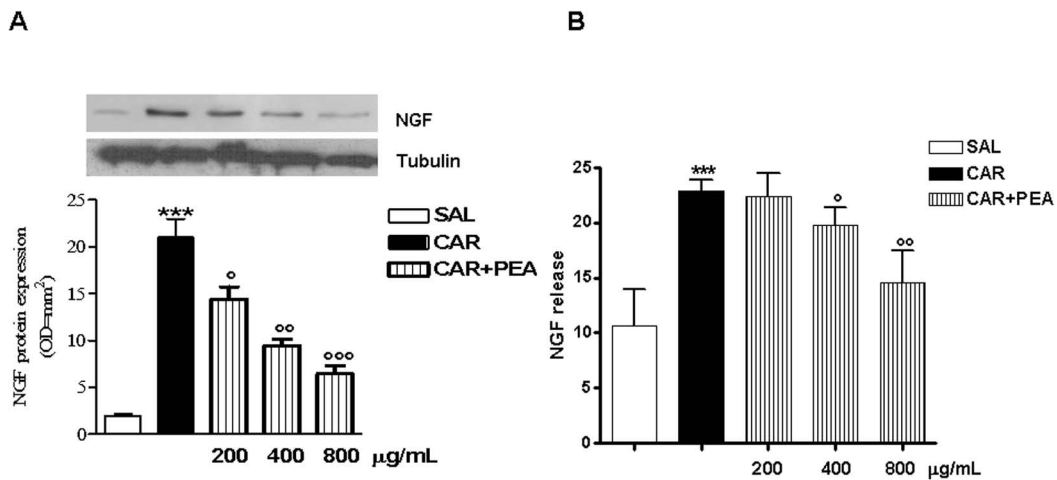 A
NGF
Tubulin
NGF protein expression
(OD=mm²)
25
20
15
10
5
0
***
°
°°
°°°
SAL
CAR
CAR+PEA
200 400 800 µg/mL
B
NGF release
25
20
15
10
5
0
***
°
°°
SAL
CAR
CAR+PEA
200 400 800 µg/mL